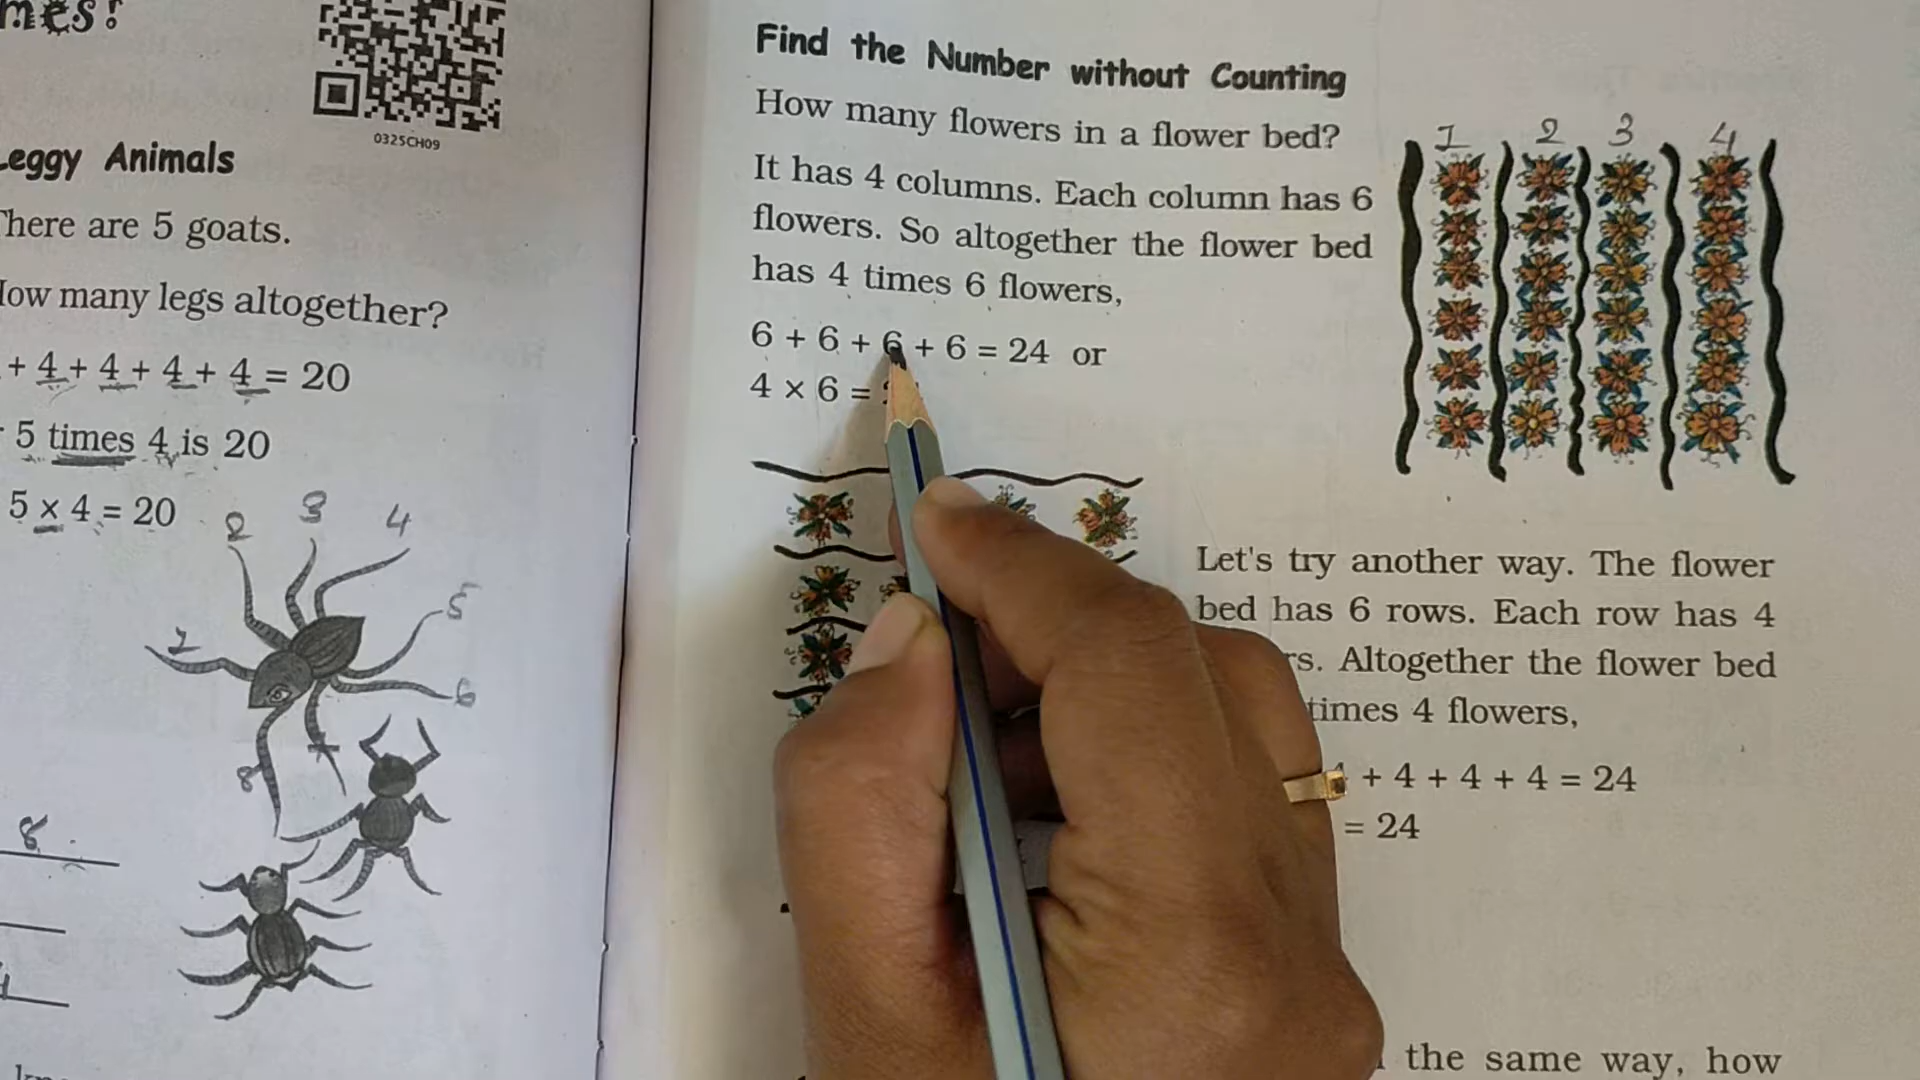 mes!
0325CH09
Leggy Animals
There are 5 goats.
How many legs altogether?
+ 4 + 4 + 4 + 4 = 20
5 times 4 is 20
5 × 4 = 20
1
2
3
4
5
6
7
8
8
Find the Number without Counting
How many flowers in a flower bed?
It has 4 columns. Each column has 6
flowers. So altogether the flower bed
has 4 times 6 flowers,
6 + 6 + 6 + 6 = 24 or
4 × 6 =
1 2 3 4
Let's try another way. The flower
bed has 6 rows. Each row has 4
Altogether the flower bed
times 4 flowers,
4 + 4 + 4 + 4 = 24
= 24
the same way, how